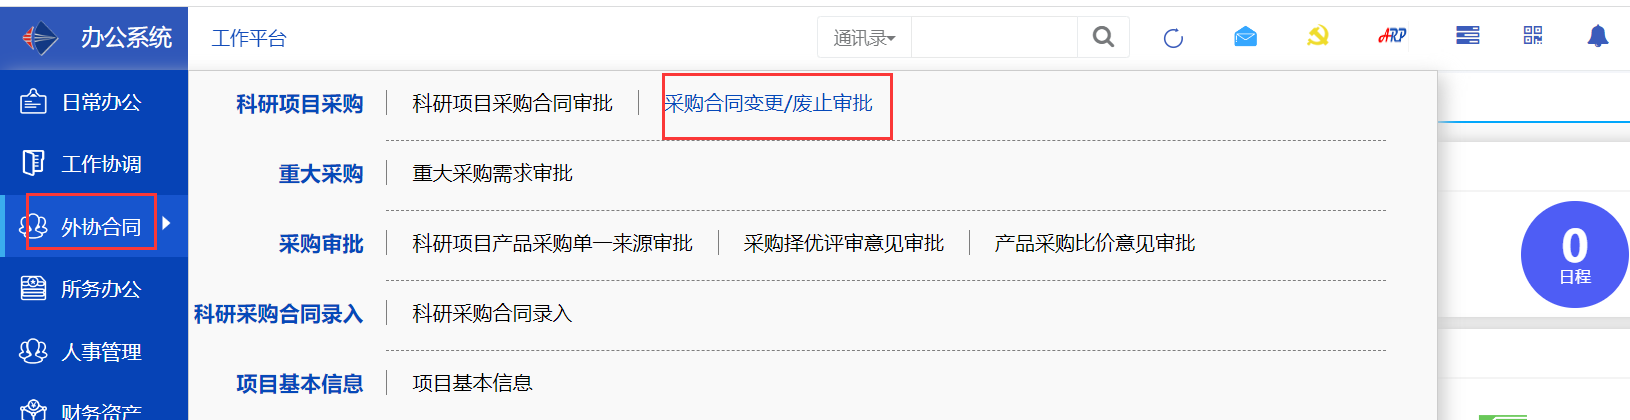 办公系统 工作平台 通讯录 ARP
日常办公
工作协调
外协合同
所务办公
人事管理
财务资产
科研项目采购 科研项目采购合同审批 采购合同变更/废止审批
重大采购 重大采购需求审批
采购审批 科研项目产品采购单一来源审批 采购择优评审意见审批 产品采购比价意见审批
科研采购合同录入 科研采购合同录入
项目基本信息 项目基本信息
0
日程